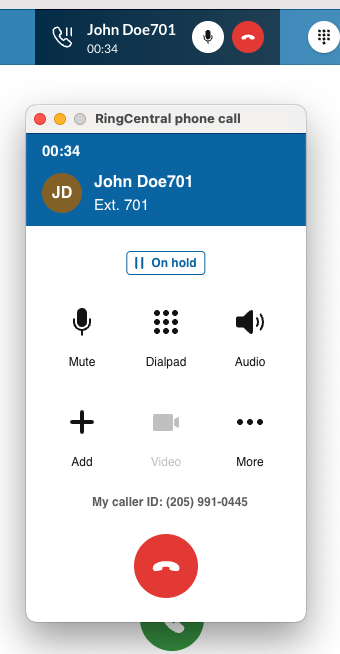 John Doe701
00:34
RingCentral phone call
00:34
JD
John Doe701
Ext. 701
On hold
Mute Dialpad Audio
Add Video More
My caller ID: (205) 991-0445